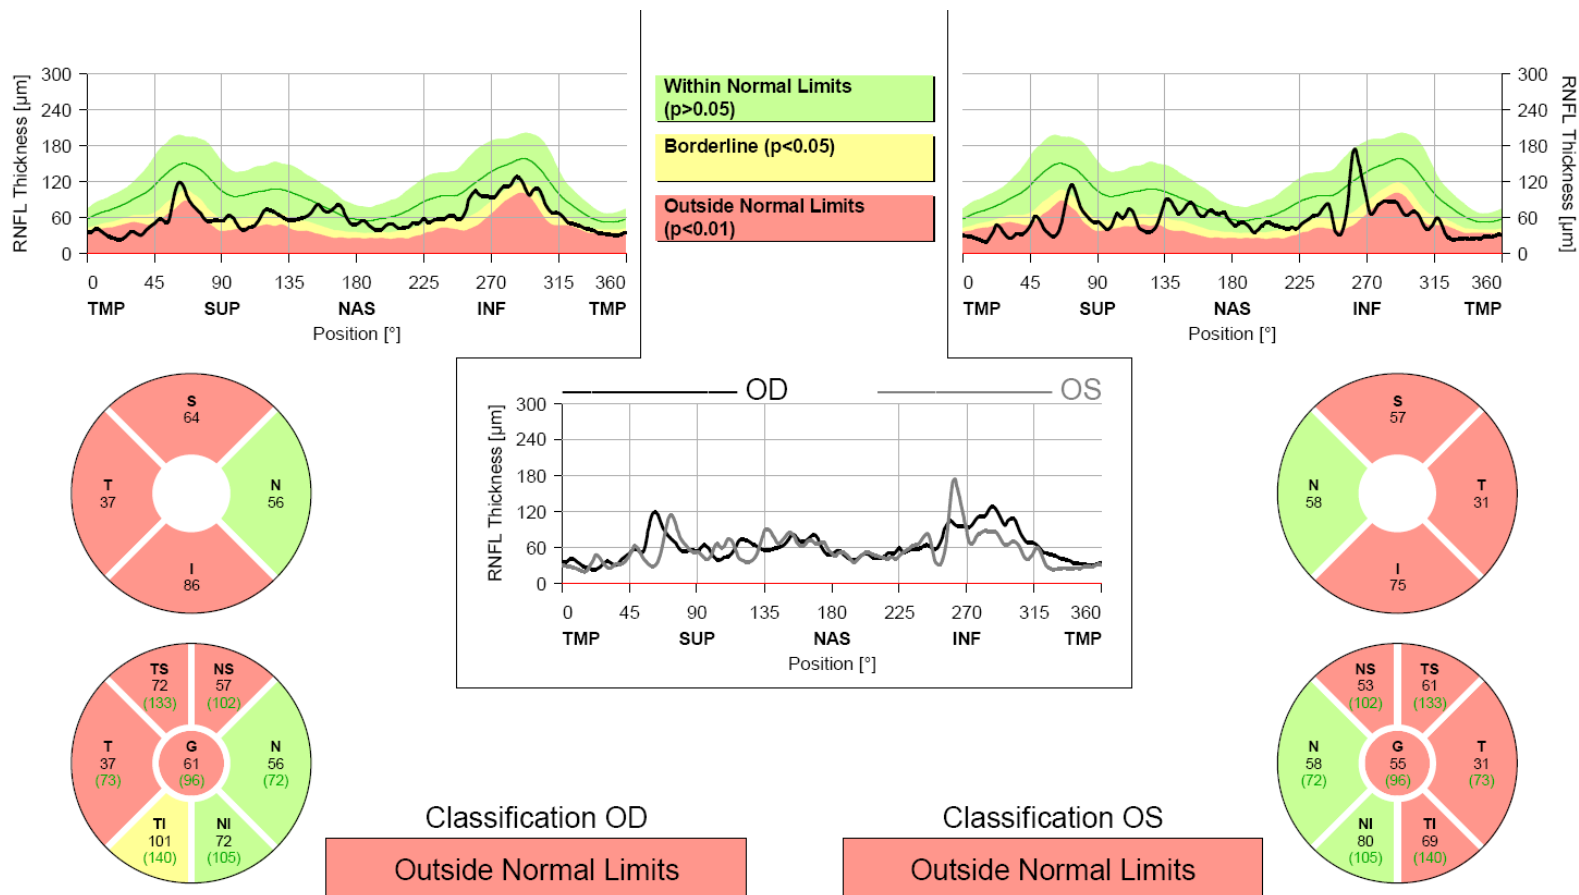 RNFL Thickness [µm]
300
240
180
120
60
0
0 45 90 135 180 225 270 315 360
TMP SUP NAS INF TMP
Position [°]
Within Normal Limits
(p>0.05)
Borderline (p<0.05)
Outside Normal Limits
(p<0.01)
300
240
180
120
60
0
RNFL Thickness [µm]
0 45 90 135 180 225 270 315 360
TMP SUP NAS INF TMP
Position [°]
S
64
T
37
N
56
I
86
OD
OS
RNFL Thickness [µm]
300
240
180
120
60
0
0 45 90 135 180 225 270 315 360
TMP SUP NAS INF TMP
Position [°]
S
57
N
58
T
31
I
75
TS
72
(133)
NS
57
(102)
T
37
(73)
G
61
(96)
N
56
(72)
TI
101
(140)
NI
72
(105)
NS
53
(102)
TS
61
(133)
N
58
(72)
G
55
(96)
T
31
(73)
NI
80
(105)
TI
69
(140)
Classification OD
Outside Normal Limits
Classification OS
Outside Normal Limits